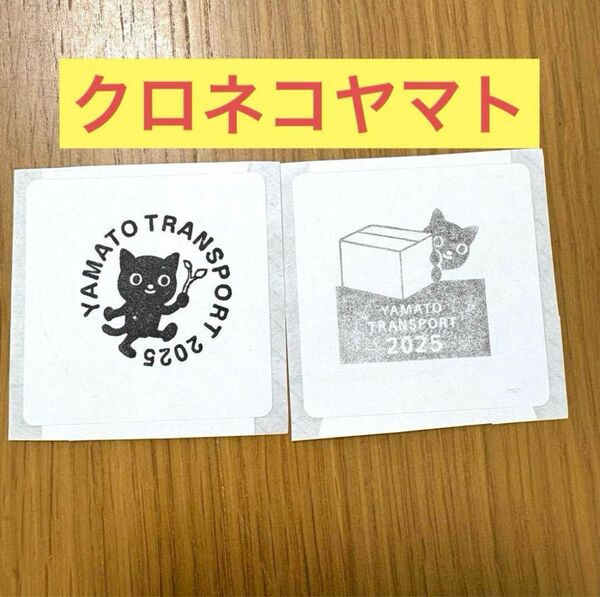 クロネコヤマト
YAMATO TRANSPORT 2025
YAMATO
TRANSPORT
2025